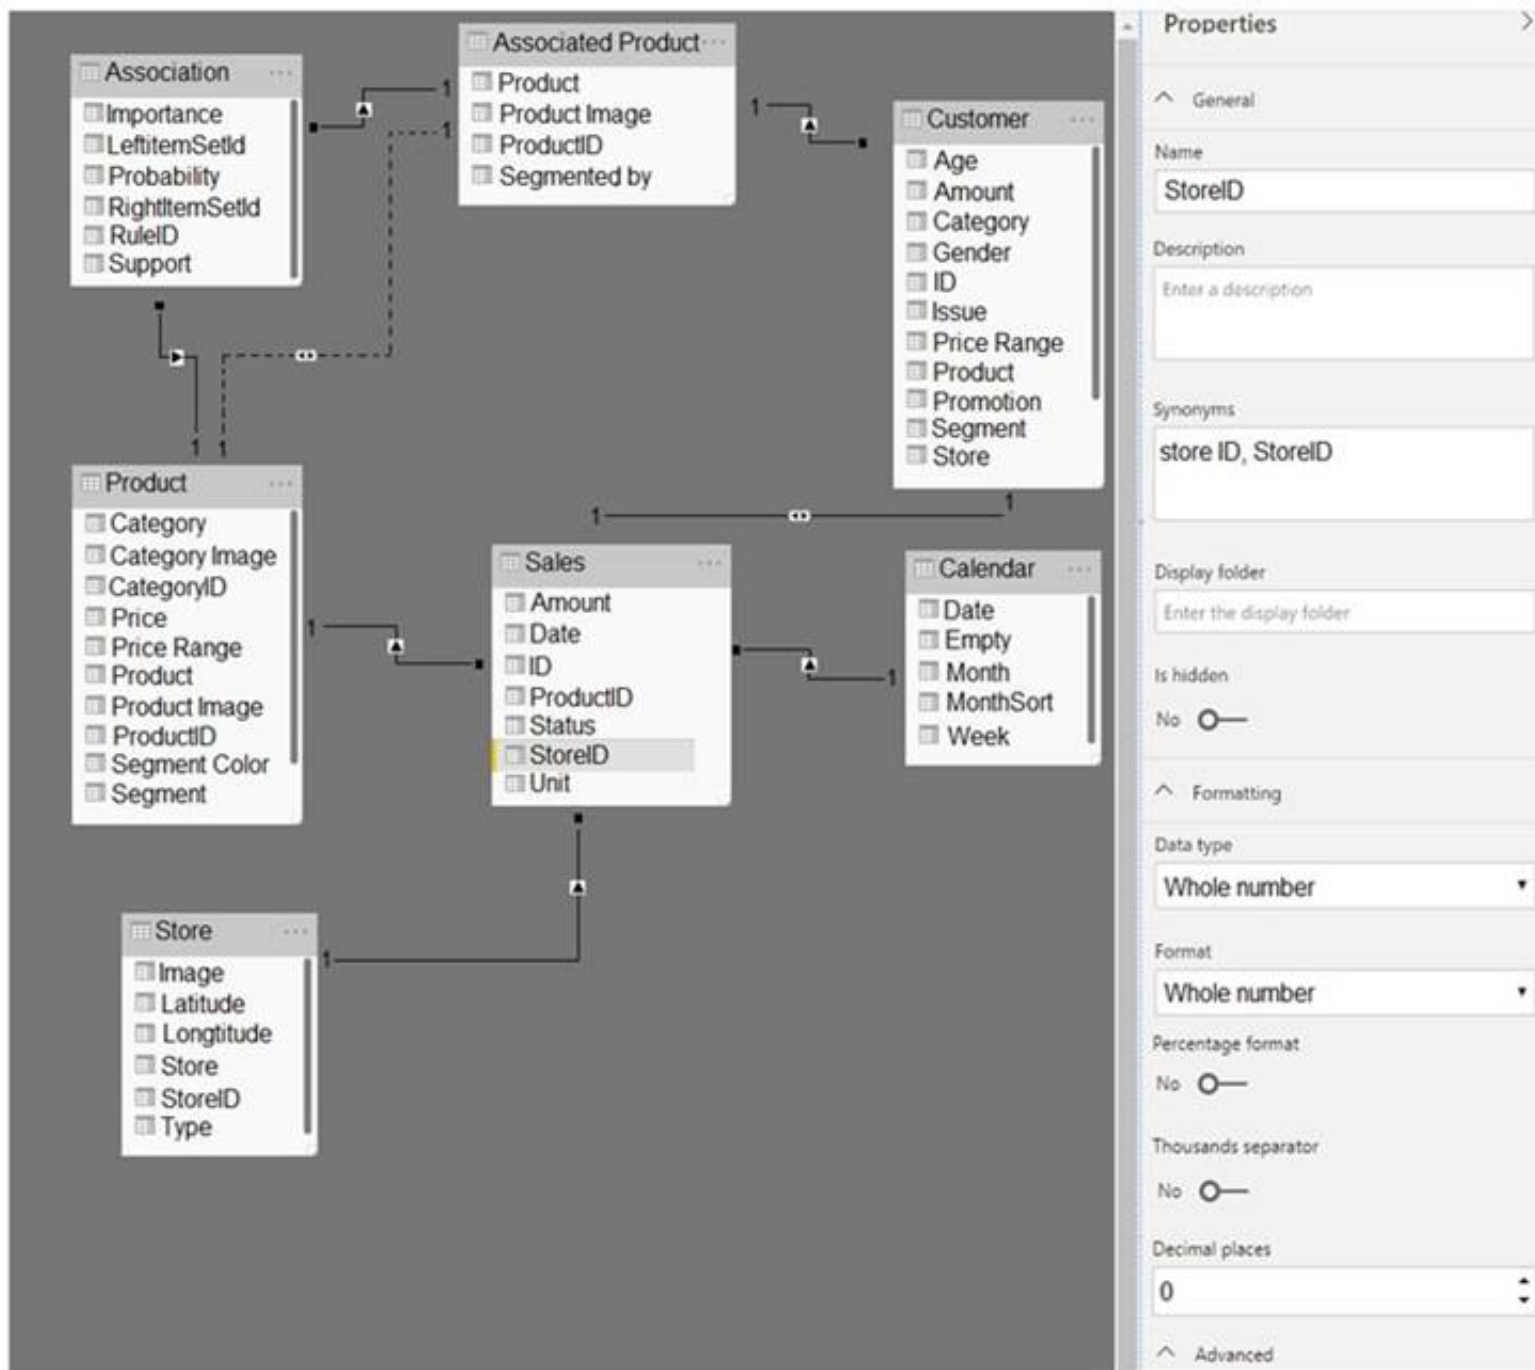 Association
Importance
LeftitemSetId
Probability
RightItemSetId
RuleID
Support
1
1
Associated Product
Product
Product Image
ProductID
Segmented by
1
Customer
Age
Amount
Category
Gender
ID
Issue
Price Range
Product
Promotion
Segment
Store
1
1
1
1
Product
Category
Category Image
CategoryID
Price
Price Range
Product
Product Image
ProductID
Segment Color
Segment
1
Sales
Amount
Date
ID
ProductID
Status
StoreID
Unit
1
Calendar
Date
Empty
Month
MonthSort
Week
Store
Image
Latitude
Longtitude
Store
StoreID
Type
1
Properties
General
Name
StoreID
Description
Enter a description
Synonyms
store ID, StoreID
Display folder
Enter the display folder
Is hidden
No
Formatting
Data type
Whole number
Format
Whole number
Percentage format
No
Thousands separator
No
Decimal places
0
Advanced